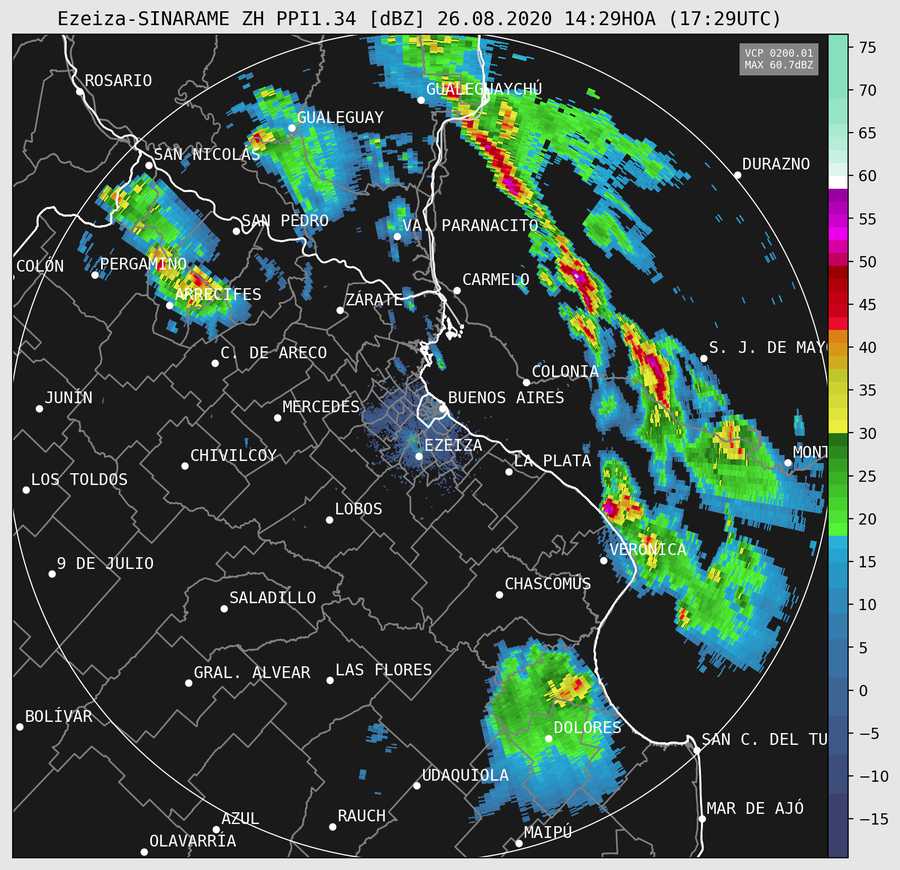 Ezeiza-SINARAME ZH PPI1.34 [dBZ] 26.08.2020 14:29HOA (17:29UTC)
VCP 0200.01
MAX 60.7dBZ
ROSARIO
GUALEGUAYCHÚ
GUALEGUAY
SAN NICOLÁS
DURAZNO
SAN PEDRO
VA. PARANACITO
COLÓN
PERGAMINO
CARMELO
ARRECIFES
ZÁRATE
C. DE ARECO
S. J. DE MAY
COLONIA
JUNÍN
MERCEDES
BUENOS AIRES
EZEIZA
MONT
CHIVILCOY
LA PLATA
LOS TOLDOS
LOBOS
VERÓNICA
9 DE JULIO
CHASCOMÚS
SALADILLO
GRAL. ALVEAR
LAS FLORES
BOLÍVAR
DOLORES
SAN C. DEL TU
UDAQUIOLA
MAR DE AJÓ
AZUL
RAUCH
OLAVARRÍA
MAIPÚ
75
70
65
60
55
50
45
40
35
30
25
20
15
10
5
0
−5
−10
−15